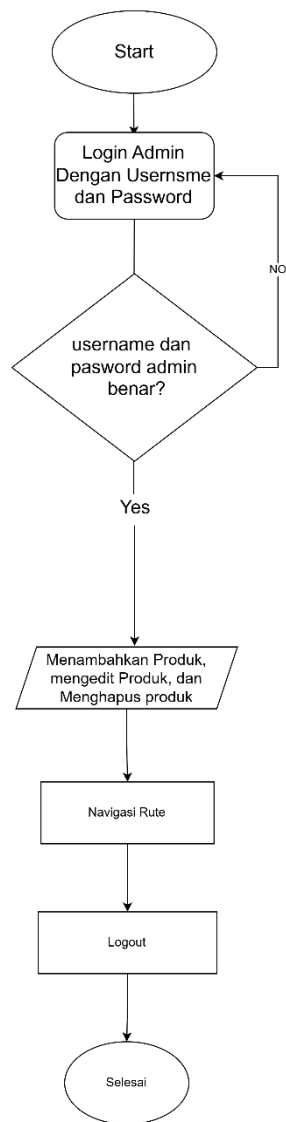 Start
Login Admin
Dengan Usernsme
dan Password
NO
username dan
pasword admin
benar?
Yes
Menambahkan Produk,
mengedit Produk, dan
Menghapus produk
Navigasi Rute
Logout
Selesai